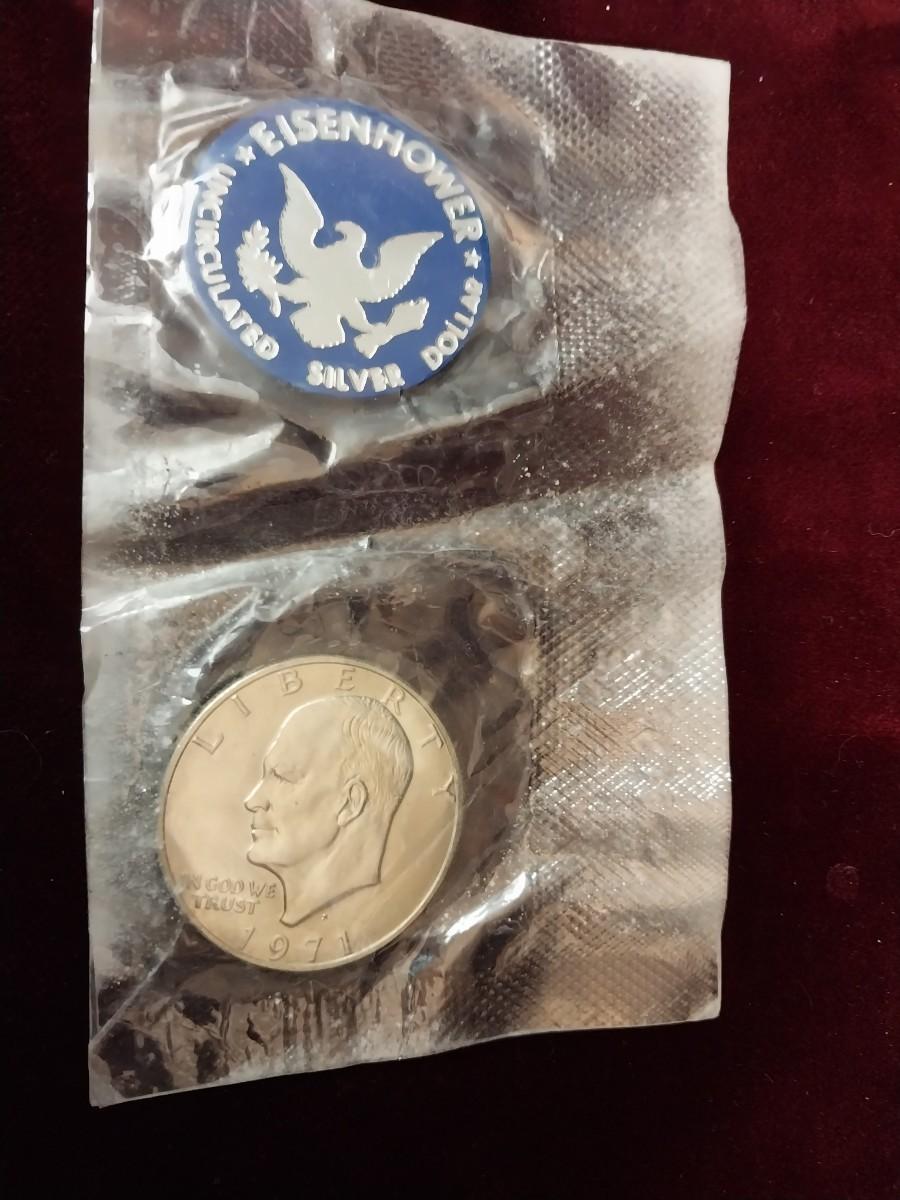 ★ EISENHOWER ★
UNCIRCULATED SILVER DOLLAR
LIBERTY
IN GOD WE
TRUST
1971